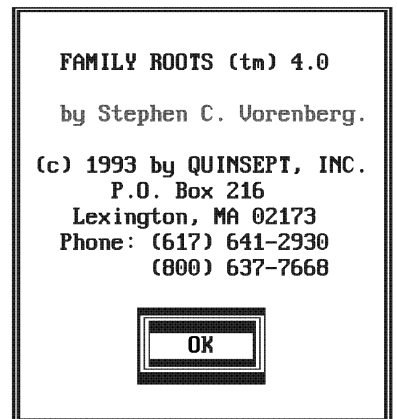 FAMILY ROOTS (tm) 4.0
by Stephen C. Vorenberg.
(c) 1993 by QUINSEPT, INC.
P.O. Box 216
Lexington, MA 02173
Phone: (617) 641-2930
(800) 637-7668
OK